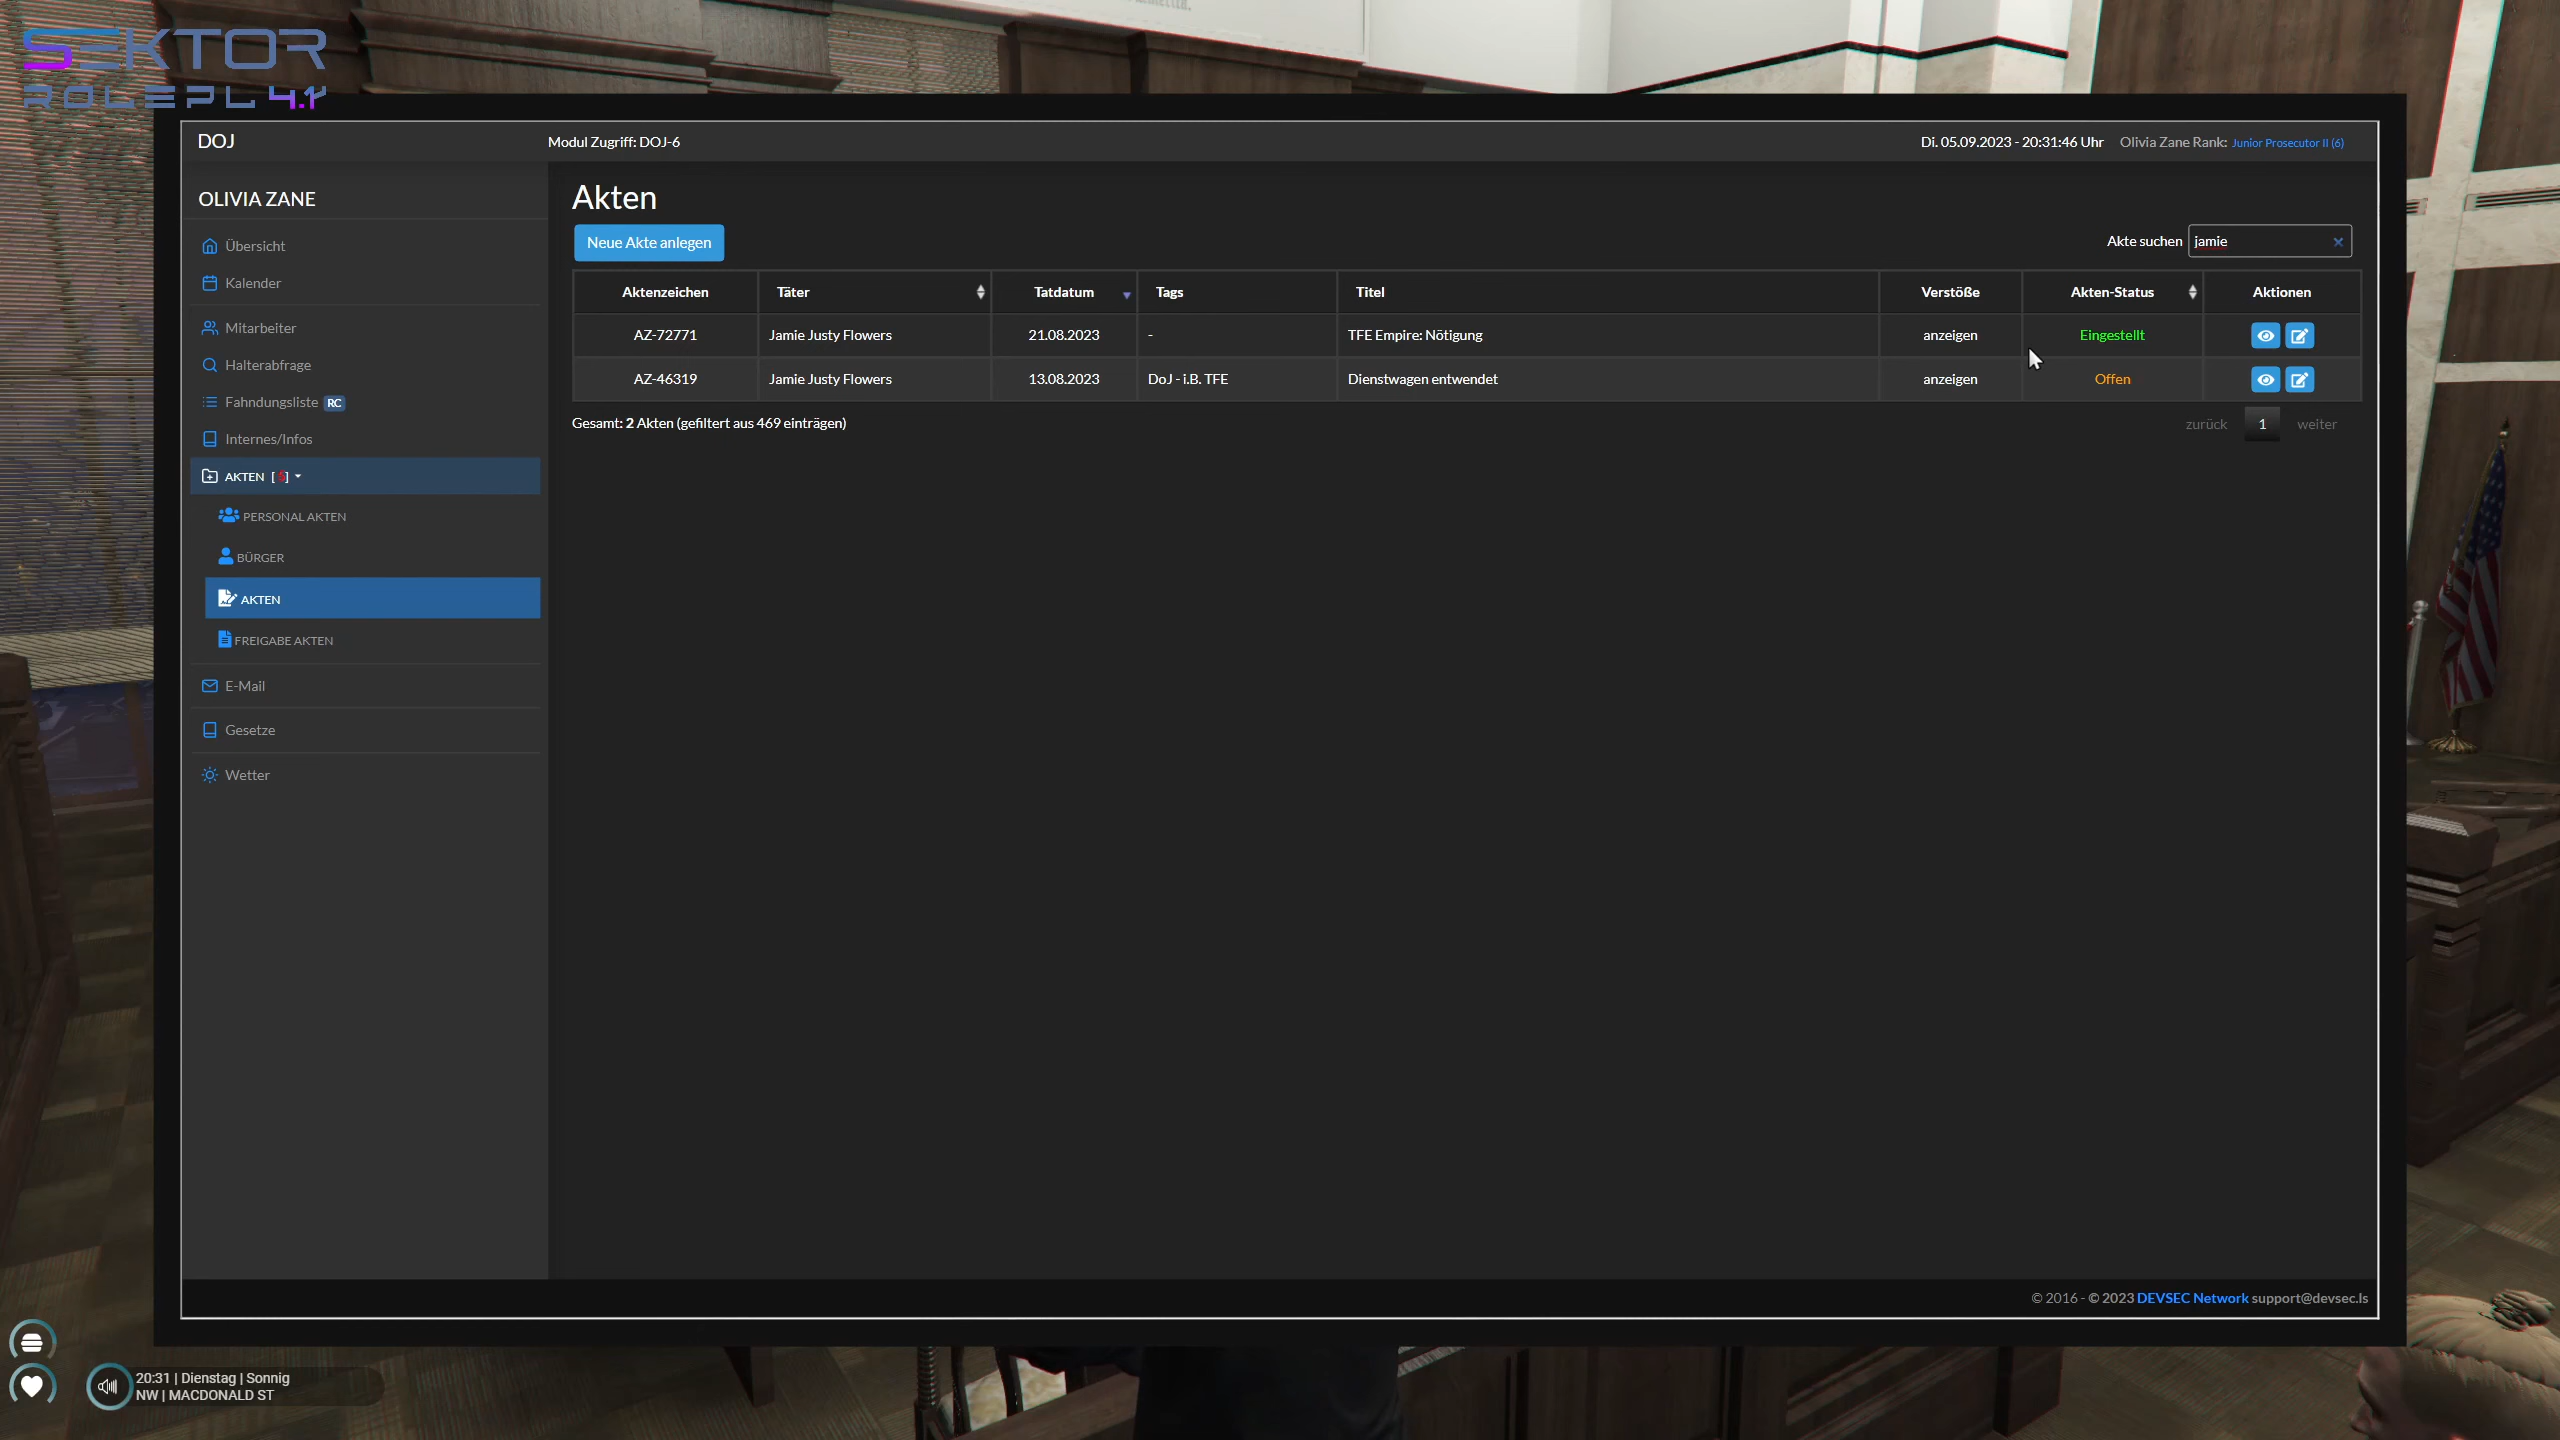 SEKTOR
ROLEPL4.Y
DOJ
Modul Zugriff: DOJ-6
Di. 05.09.2023 - 20:31:46 Uhr
Olivia Zane Rank: Junior Prosecutor II (6)
OLIVIA ZANE
Übersicht
Kalender
Mitarbeiter
Halterabfrage
Fahndungsliste RC
Internes/Infos
AKTEN [5]
PERSONAL AKTEN
BÜRGER
AKTEN
FREIGABE AKTEN
E-Mail
Gesetze
Wetter
Akten
Neue Akte anlegen
Akte suchen jamie
Aktenzeichen Täter Tatdatum Tags Titel Verstöße Akten-Status Aktionen
AZ-72771 Jamie Justy Flowers 21.08.2023 - TFE Empire: Nötigung anzeigen Eingestellt
AZ-46319 Jamie Justy Flowers 13.08.2023 DoJ - i.B. TFE Dienstwagen entwendet anzeigen Offen
Gesamt: 2 Akten (gefiltert aus 469 einträgen)
zurück 1 weiter
© 2016 - © 2023 DEVSEC Network support@devsec.ls
20:31 | Dienstag | Sonnig
NW | MACDONALD ST